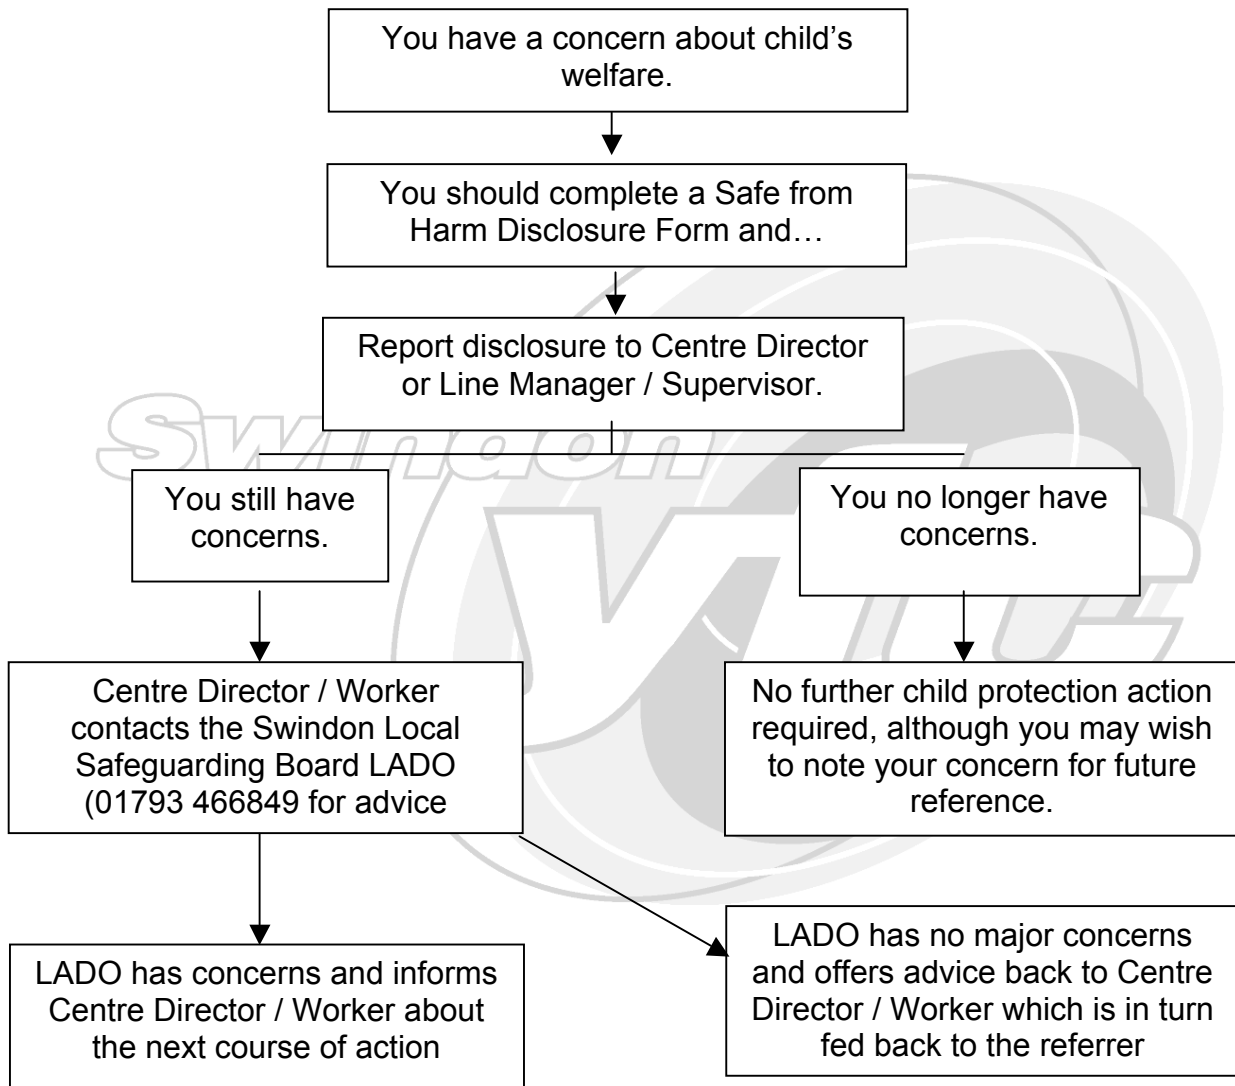 You have a concern about child’s
welfare.
You should complete a Safe from
Harm Disclosure Form and…
Report disclosure to Centre Director
or Line Manager / Supervisor.
Swindon
You still have
concerns.
You no longer have
concerns.
Centre Director / Worker
contacts the Swindon Local
Safeguarding Board LADO
(01793 466849 for advice
No further child protection action
required, although you may wish
to note your concern for future
reference.
LADO has concerns and informs
Centre Director / Worker about
the next course of action
LADO has no major concerns
and offers advice back to Centre
Director / Worker which is in turn
fed back to the referrer